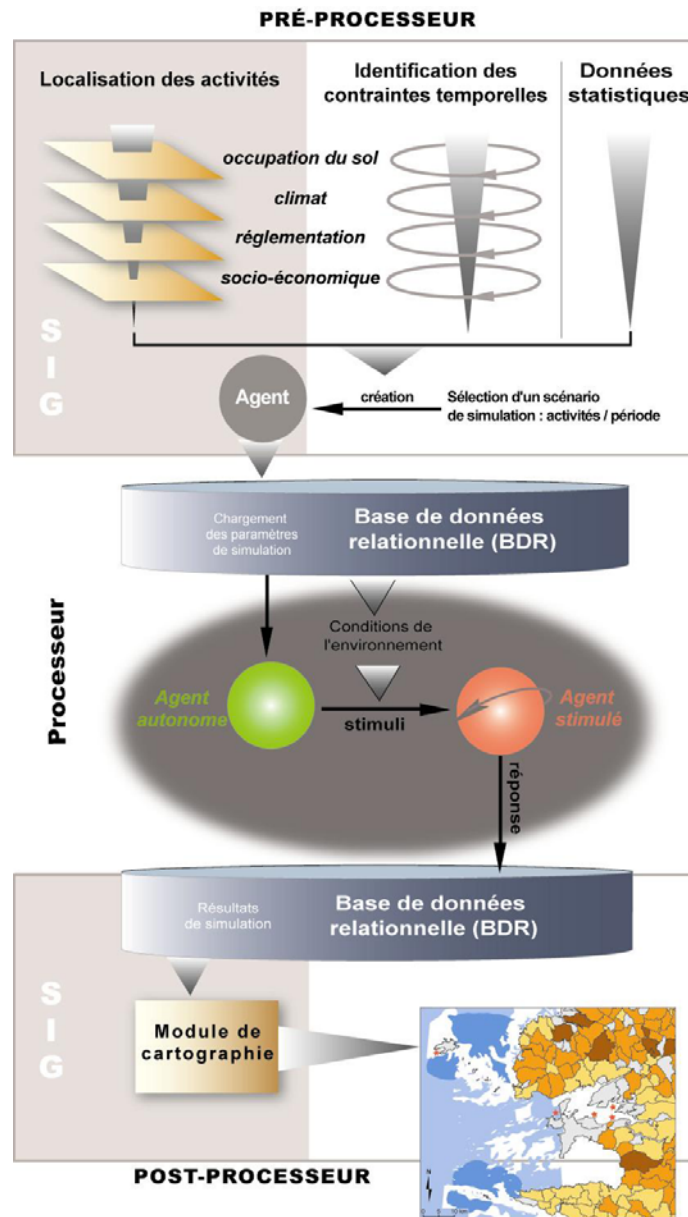 PRÉ-PROCESSEUR
Localisation des activités
Identification des
contraintes temporelles
Données
statistiques
occupation du sol
climat
réglementation
socio-économique
SIG
Agent
création
Sélection d'un scénario
de simulation : activités / période
Chargement
des paramètres
de simulation
Base de données
relationnelle (BDR)
Processeur
Conditions de
l'environnement
Agent
autonome
stimuli
Agent
stimulé
réponse
Résultats
de simulation
Base de données
relationnelle (BDR)
SIG
Module de
cartographie
N
POST-PROCESSEUR